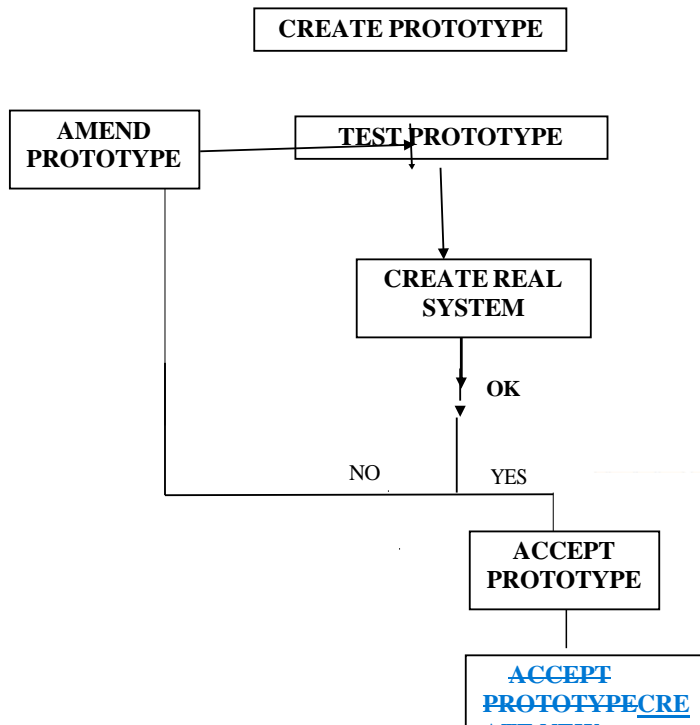 CREATE PROTOTYPE
AMEND
PROTOTYPE
TEST PROTOTYPE
CREATE REAL
SYSTEM
OK
NO
YES
ACCEPT
PROTOTYPE
ACCEPT
PROTOTYPECRE